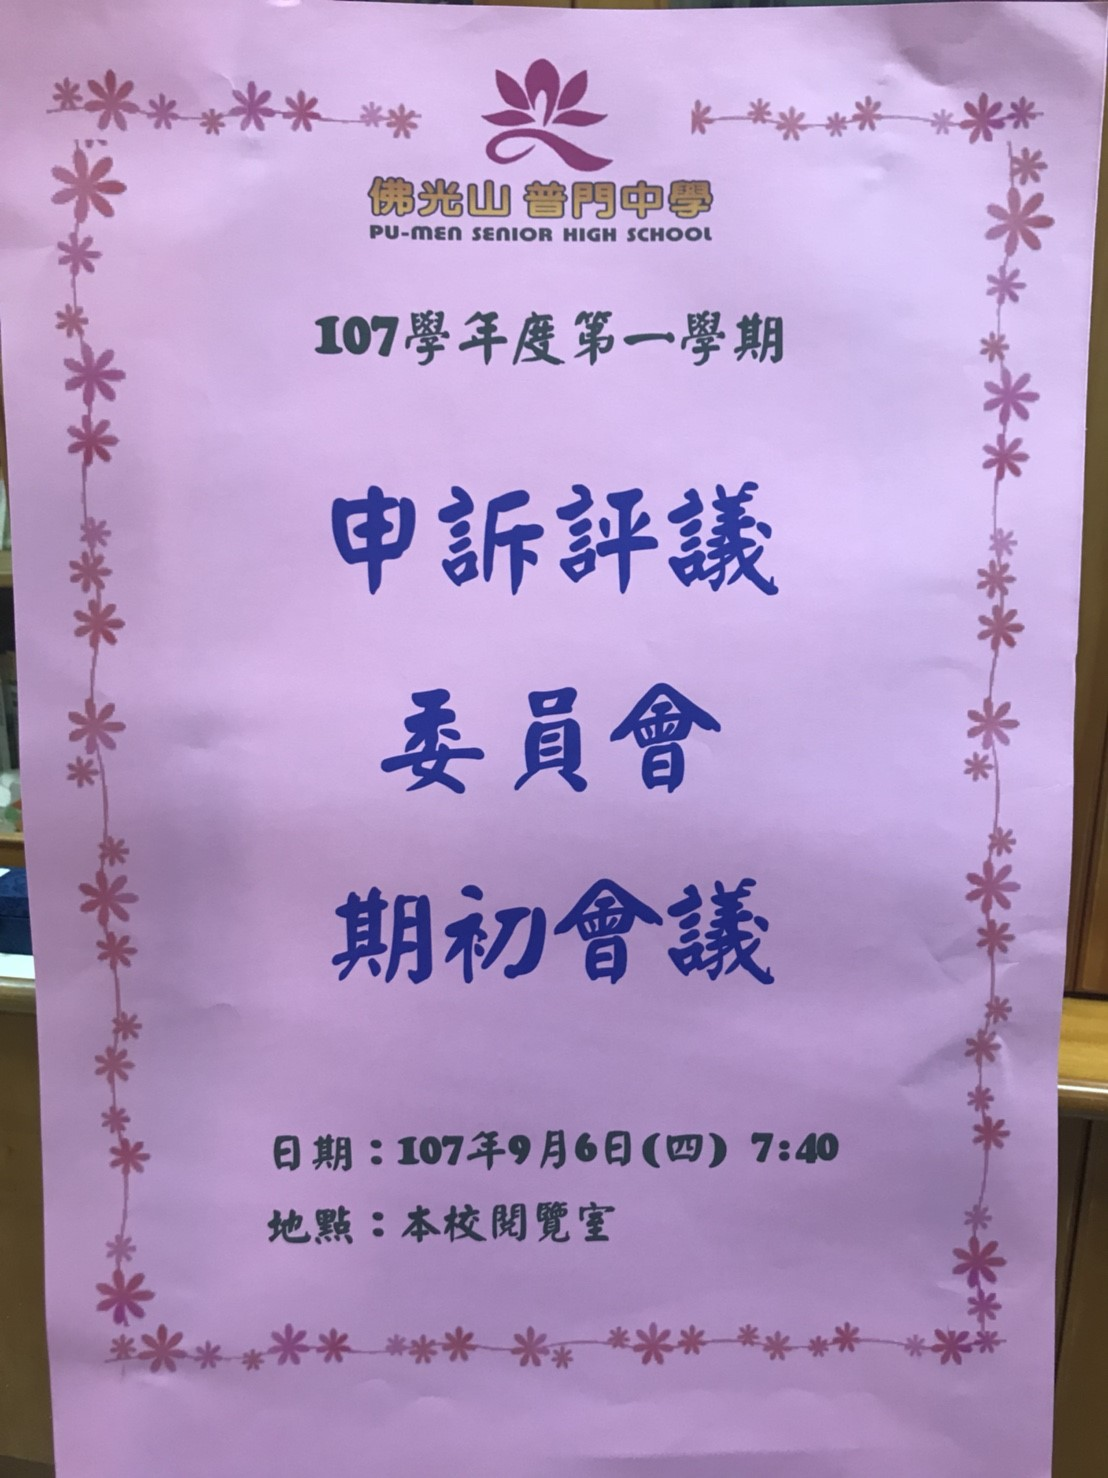 佛光山 普門中學
PU-MEN SENIOR HIGH SCHOOL
107學年度第一學期
申訴評議
委員會
期初會議
日期：107年9月6日(四) 7:40
地點：本校閱覽室